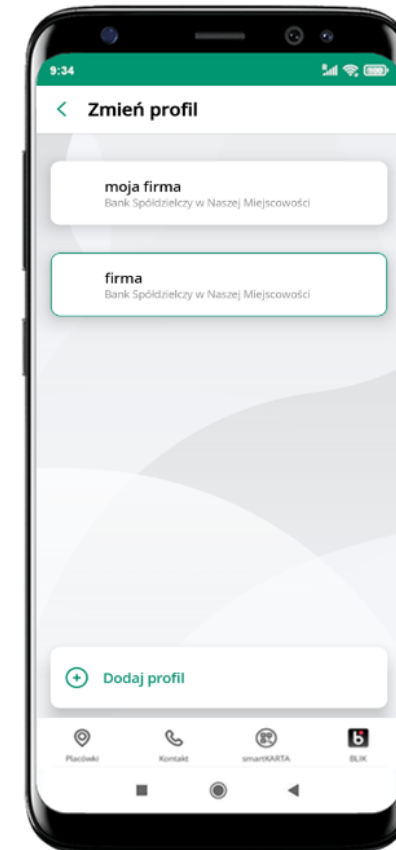 9:34
Zmień profil
moja firma
Bank Spółdzielczy w Naszej Miejscowości
firma
Bank Spółdzielczy w Naszej Miejscowości
Dodaj profil
Placówki Kontakt smartKARTA BLIK